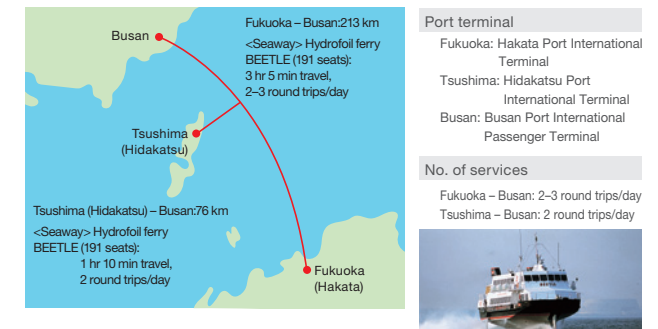 Busan
Fukuoka – Busan:213 km
<Seaway> Hydrofoil ferry
BEETLE (191 seats):
3 hr 5 min travel,
2–3 round trips/day
Tsushima
(Hidakatsu)
Tsushima (Hidakatsu) – Busan:76 km
<Seaway> Hydrofoil ferry
BEETLE (191 seats):
1 hr 10 min travel,
2 round trips/day
Fukuoka
(Hakata)
Port terminal
Fukuoka: Hakata Port International
Terminal
Tsushima: Hidakatsu Port
International Terminal
Busan: Busan Port International
Passenger Terminal
No. of services
Fukuoka – Busan: 2–3 round trips/day
Tsushima – Busan: 2 round trips/day